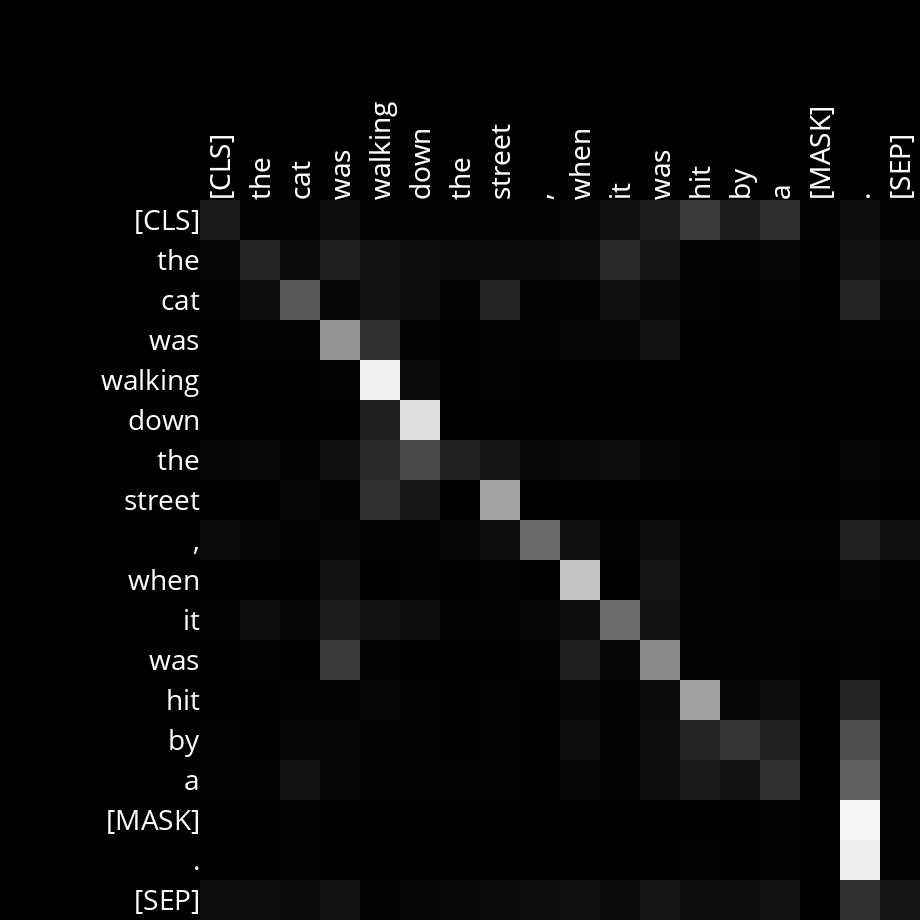 [CLS]
the
cat
was
walking
down
the
street
,
when
it
was
hit
by
a
[MASK]
.
[SEP]
[CLS]
the
cat
was
walking
down
the
street
,
when
it
was
hit
by
a
[MASK]
.
[SEP]